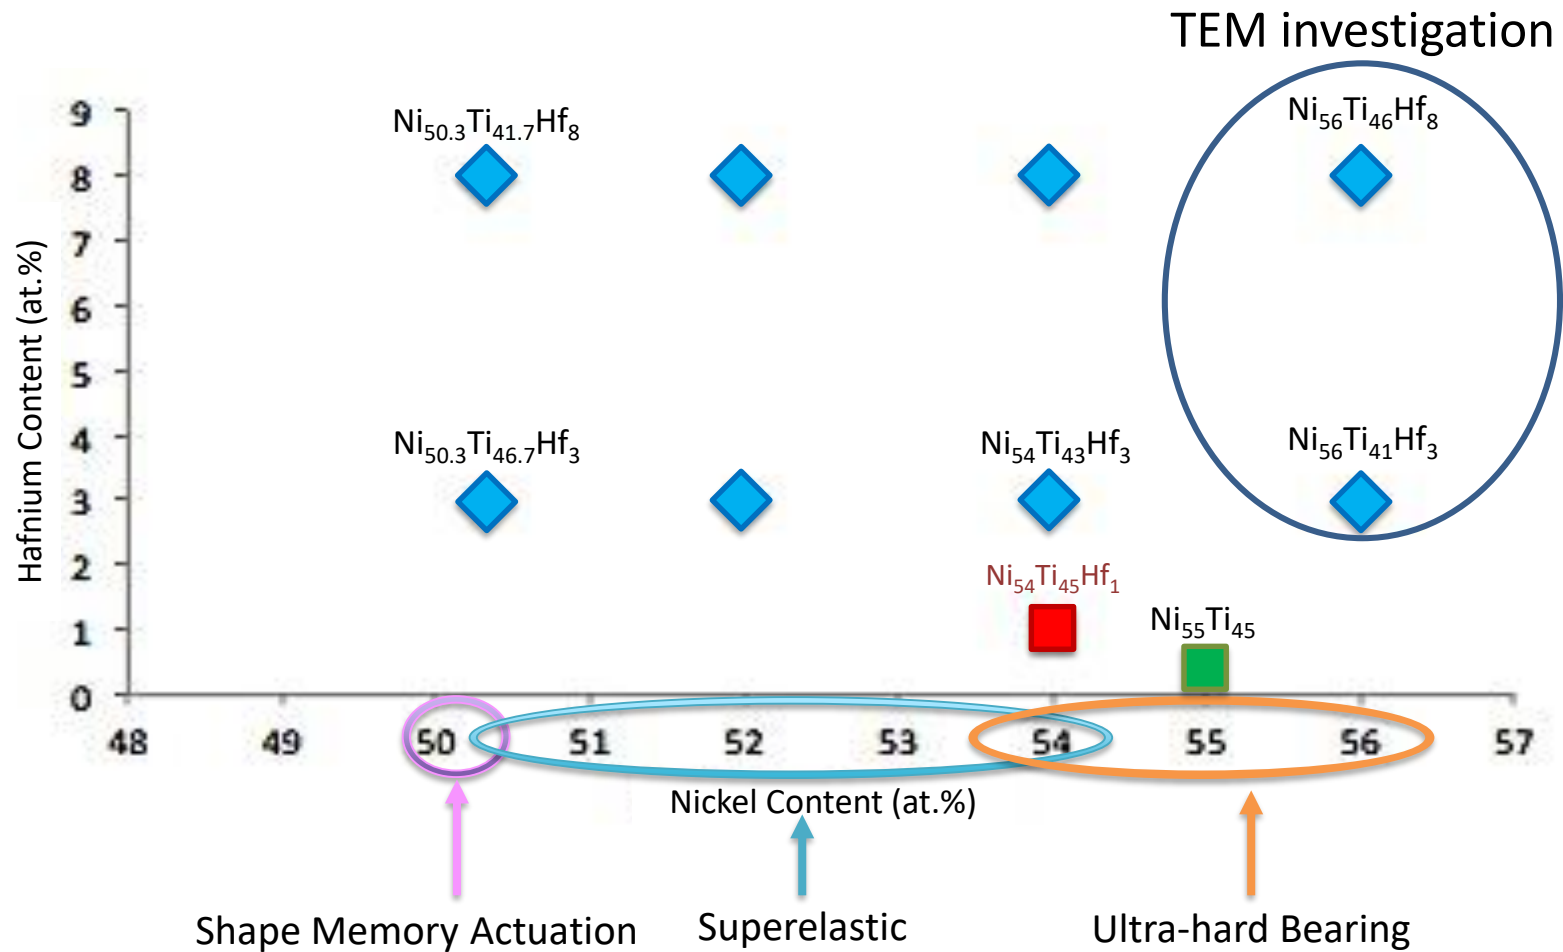 TEM investigation
Ni56Ti46Hf8
Ni50.3Ti41.7Hf8
9
8
7
6
5
4
3
2
1
0
Hafnium Content (at.%)
Ni50.3Ti46.7Hf3
Ni54Ti43Hf3
Ni56Ti41Hf3
Ni54Ti45Hf1
Ni55Ti45
48 49 50 51 52 53 54 55 56 57
Nickel Content (at.%)
Shape Memory Actuation
Superelastic
Ultra-hard Bearing